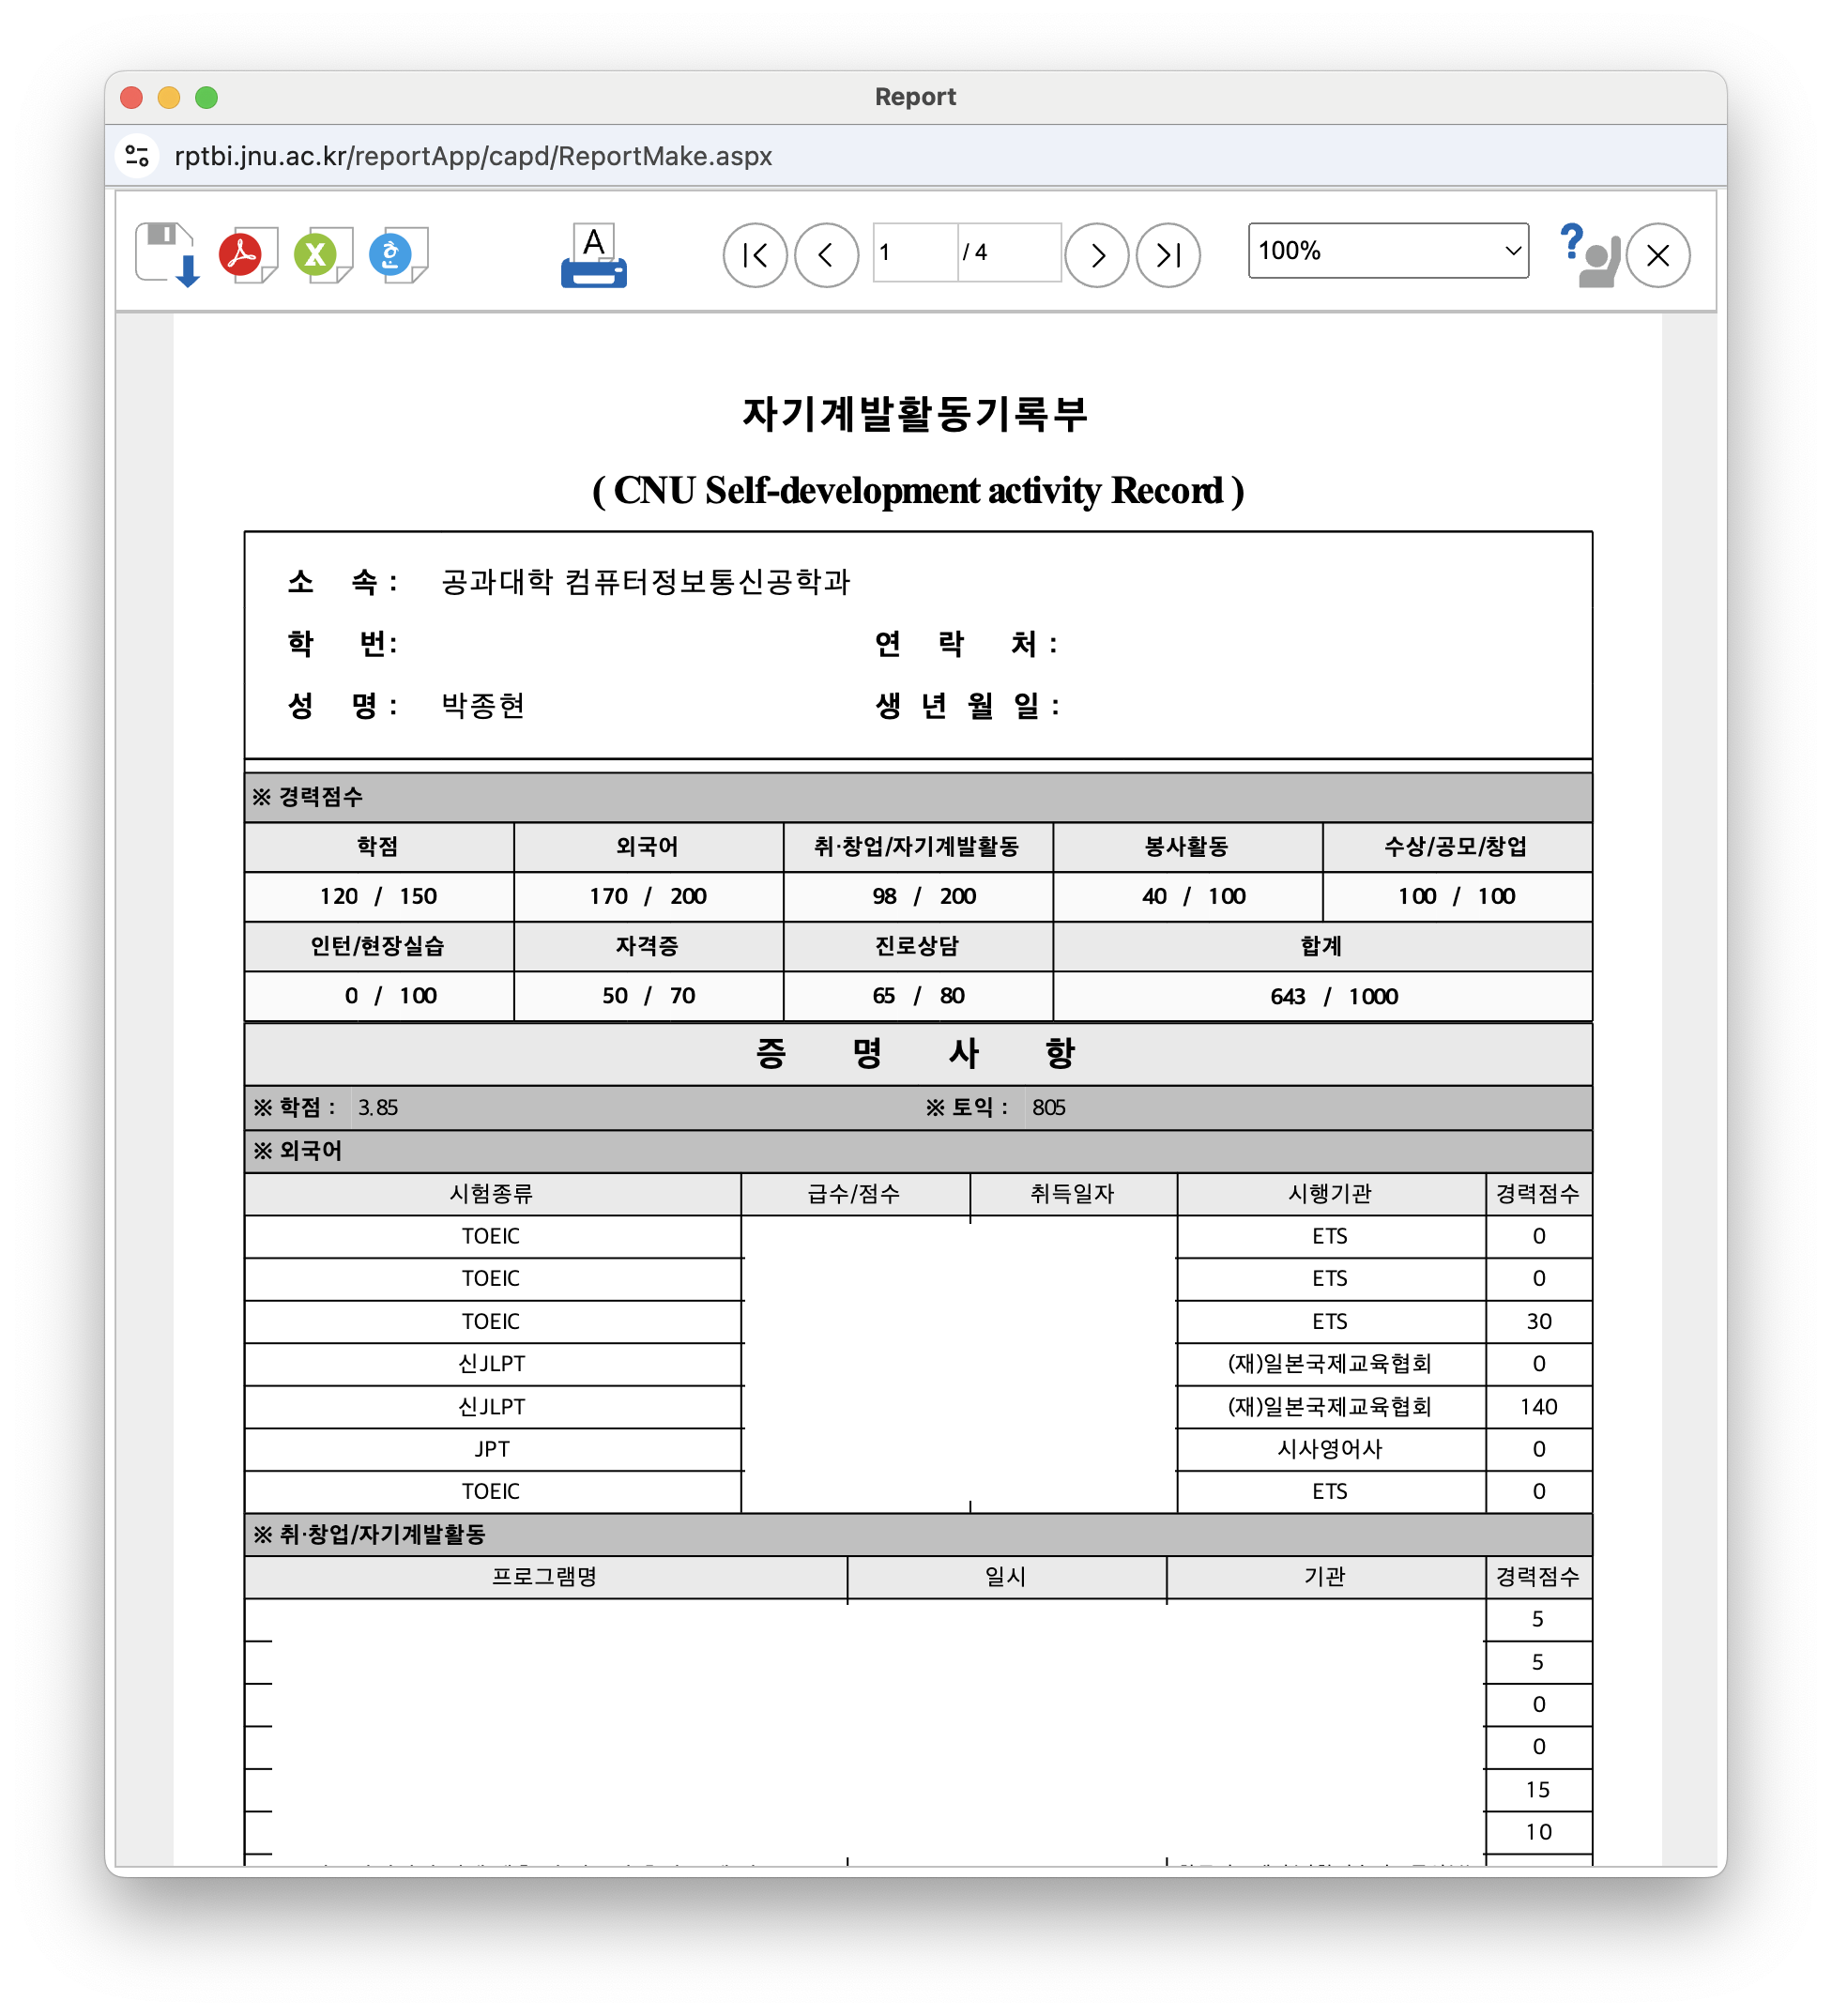 Report
rptbi.jnu.ac.kr/reportApp/capd/ReportMake.aspx
1 / 4 100%
자기계발활동기록부
( CNU Self-development activity Record )
소 속 : 공과대학 컴퓨터정보통신공학과
학 번: 연 락 처 :
성 명 : 박종현 생 년 월 일 :
※ 경력점수
학점 외국어 취·창업/자기계발활동 봉사활동 수상/공모/창업
120 / 150 170 / 200 98 / 200 40 / 100 100 / 100
인턴/현장실습 자격증 진로상담 합계
0 / 100 50 / 70 65 / 80 643 / 1000
증 명 사 항
※ 학점 : 3.85 ※ 토익 : 805
※ 외국어
시험종류 급수/점수 취득일자 시행기관 경력점수
TOEIC ETS 0
TOEIC ETS 0
TOEIC ETS 30
신JLPT (재)일본국제교육협회 0
신JLPT (재)일본국제교육협회 140
JPT 시사영어사 0
TOEIC ETS 0
※ 취·창업/자기계발활동
프로그램명 일시 기관 경력점수
5
5
0
0
15
10